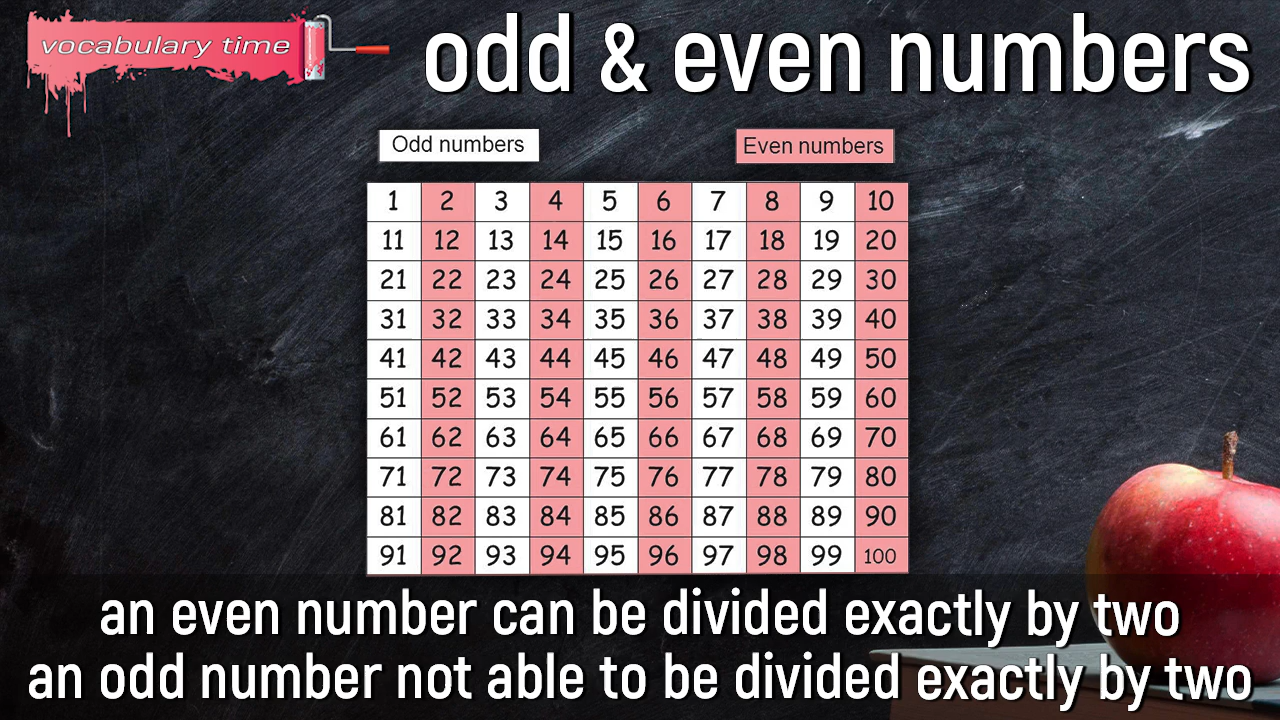 vocabulary time
odd & even numbers
Odd numbers
Even numbers
1 2 3 4 5 6 7 8 9 10
11 12 13 14 15 16 17 18 19 20
21 22 23 24 25 26 27 28 29 30
31 32 33 34 35 36 37 38 39 40
41 42 43 44 45 46 47 48 49 50
51 52 53 54 55 56 57 58 59 60
61 62 63 64 65 66 67 68 69 70
71 72 73 74 75 76 77 78 79 80
81 82 83 84 85 86 87 88 89 90
91 92 93 94 95 96 97 98 99 100
an even number can be divided exactly by two
an odd number not able to be divided exactly by two